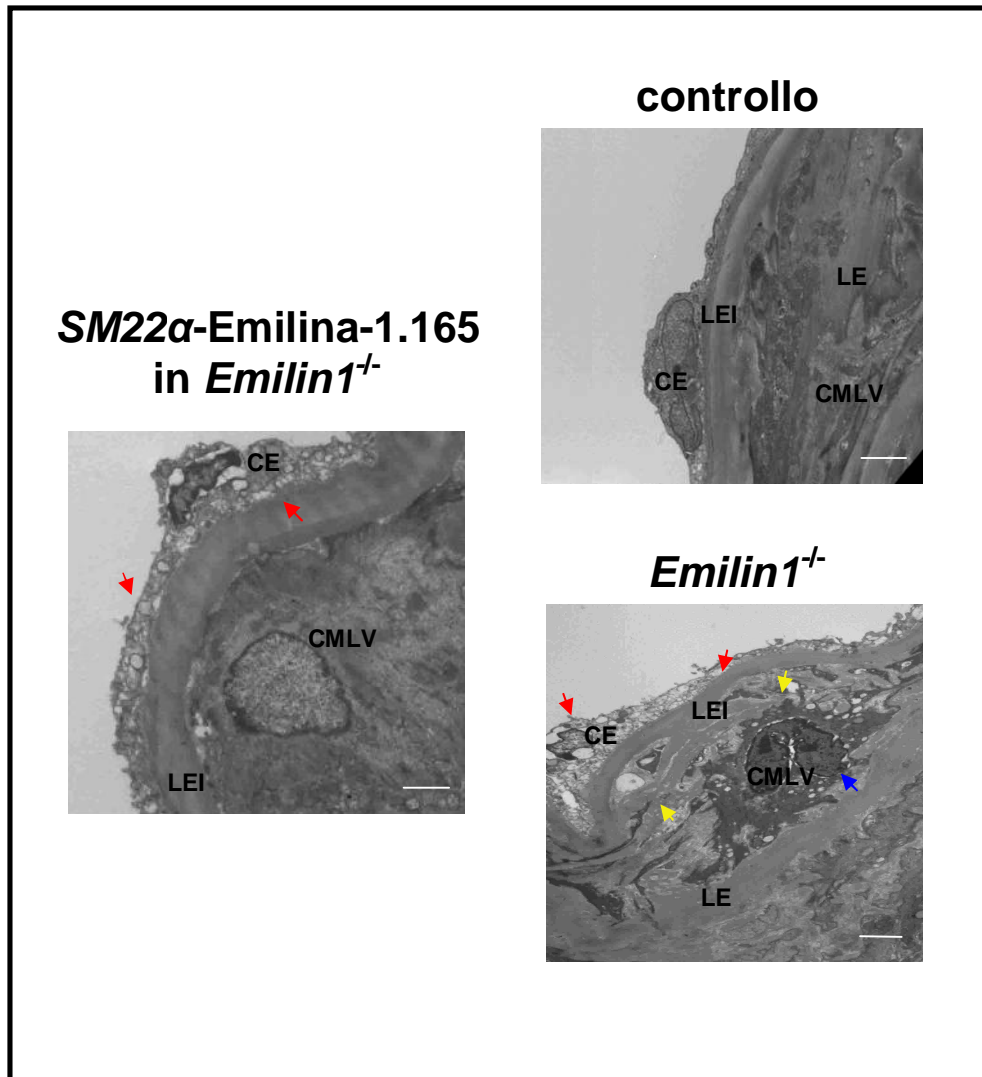 controllo
LE
LEI
CE
CMLV
SM22α-Emilina-1.165
in Emilin1-/-
CE
CMLV
LEI
Emilin1-/-
LEI
CE
CMLV
LE